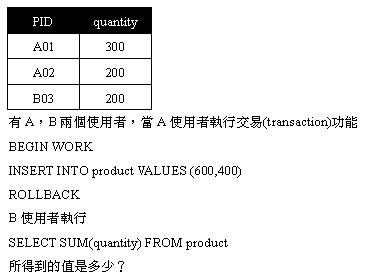 PID quantity
A01 300
A02 200
B03 200
有 A，B 兩個使用者，當 A 使用者執行交易(transaction)功能
BEGIN WORK
INSERT INTO product VALUES (600,400)
ROLLBACK
B 使用者執行
SELECT SUM(quantity) FROM product
所得到的值是多少？